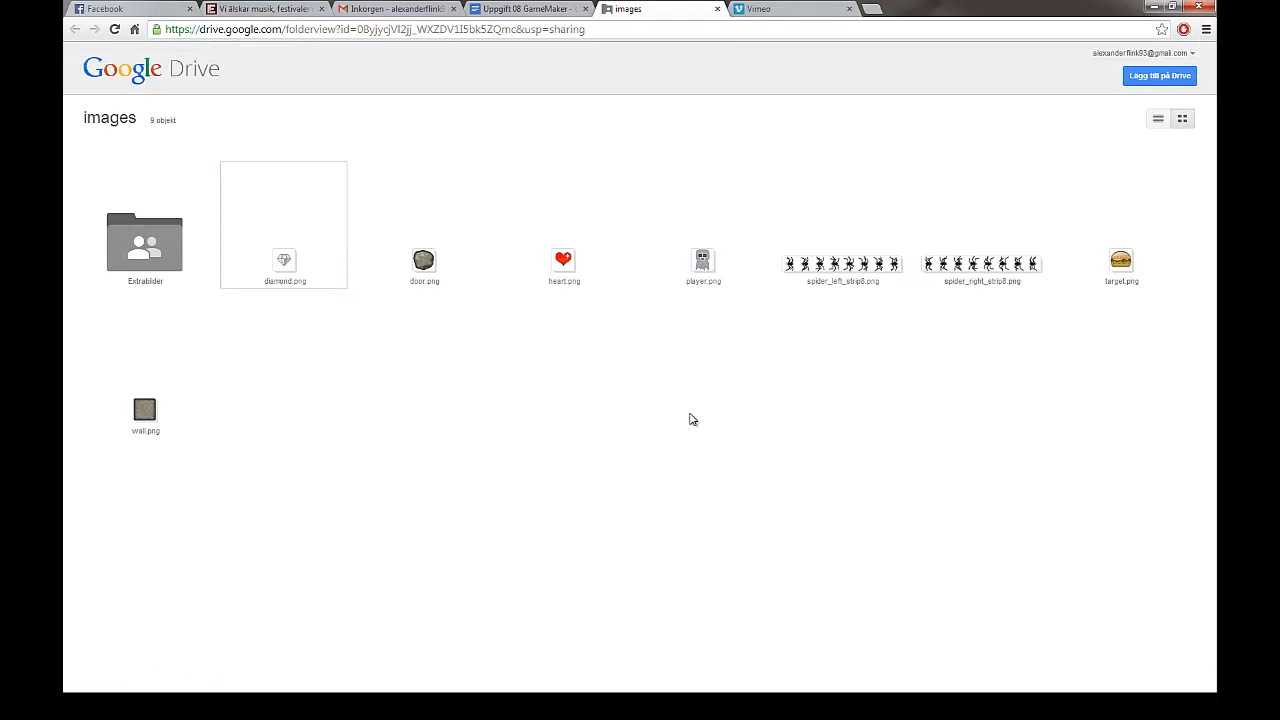 Facebook
Vi älskar musik, festivaler
Inkorgen - alexanderflink9
Uppgift 08 GameMaker -
images
Vimeo
https://drive.google.com/folderview?id=0ByjycjVl2jj_WXZDV1I5bk5ZQmc&usp=sharing
Google Drive
alexanderflink93@gmail.com
Lägg till på Drive
images
9 objekt
Extrabilder
diamond.png
door.png
heart.png
player.png
spider_left_strip8.png
spider_right_strip8.png
target.png
wall.png